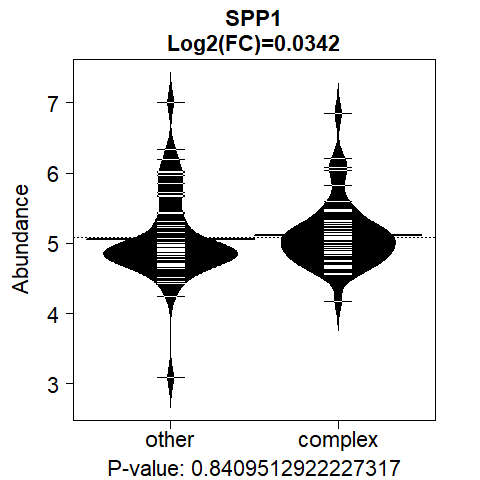 SPP1
Log2(FC)=0.0342
Abundance
7
6
5
4
3
other complex
P-value: 0.8409512922227317